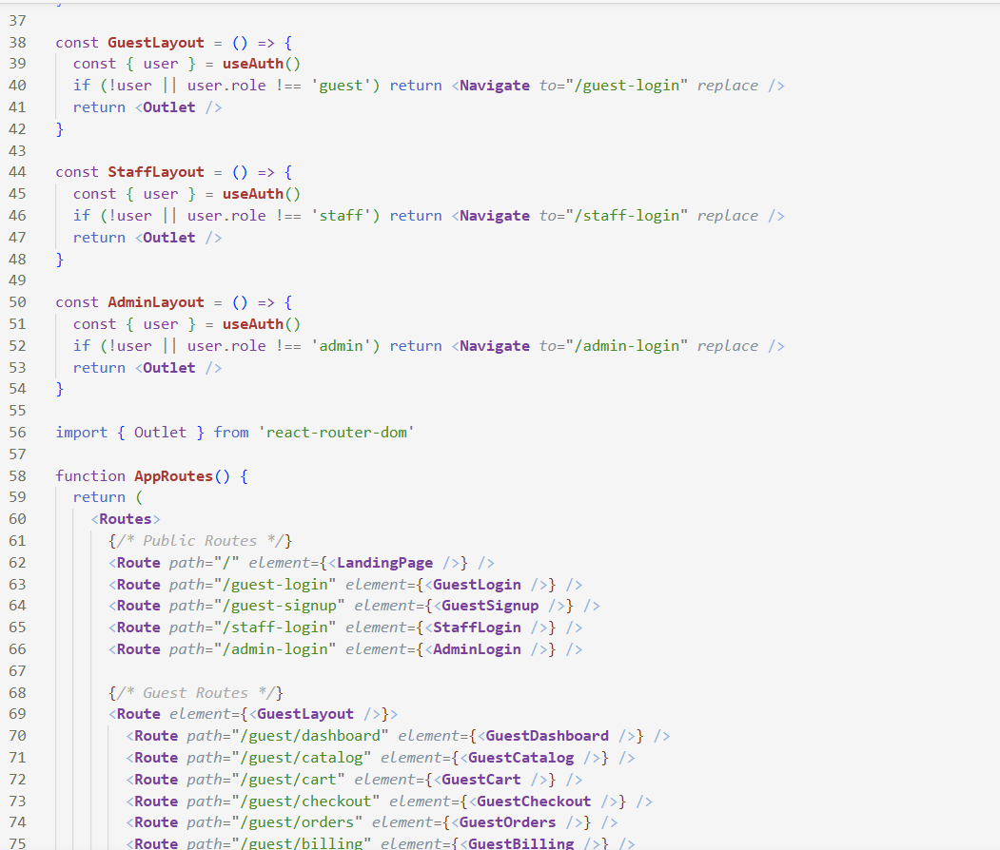 37
38 const GuestLayout = () => {
39 const { user } = useAuth()
40 if (!user || user.role !== 'guest') return <Navigate to="/guest-login" replace />
41 return <Outlet />
42 }
43
44 const StaffLayout = () => {
45 const { user } = useAuth()
46 if (!user || user.role !== 'staff') return <Navigate to="/staff-login" replace />
47 return <Outlet />
48 }
49
50 const AdminLayout = () => {
51 const { user } = useAuth()
52 if (!user || user.role !== 'admin') return <Navigate to="/admin-login" replace />
53 return <Outlet />
54 }
55
56 import { Outlet } from 'react-router-dom'
57
58 function AppRoutes() {
59 return (
60 <Routes>
61 {/* Public Routes */}
62 <Route path="/" element={<LandingPage />} />
63 <Route path="/guest-login" element={<GuestLogin />} />
64 <Route path="/guest-signup" element={<GuestSignup />} />
65 <Route path="/staff-login" element={<StaffLogin />} />
66 <Route path="/admin-login" element={<AdminLogin />} />
67
68 {/* Guest Routes */}
69 <Route element={<GuestLayout />}>
70 <Route path="/guest/dashboard" element={<GuestDashboard />} />
71 <Route path="/guest/catalog" element={<GuestCatalog />} />
72 <Route path="/guest/cart" element={<GuestCart />} />
73 <Route path="/guest/checkout" element={<GuestCheckout />} />
74 <Route path="/guest/orders" element={<GuestOrders />} />
75 <Route path="/guest/billing" element={<GuestBilling />} />